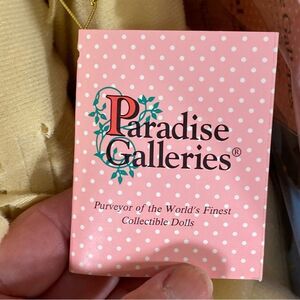 Paradise
Galleries®
Purveyor of the World's Finest
Collectible Dolls